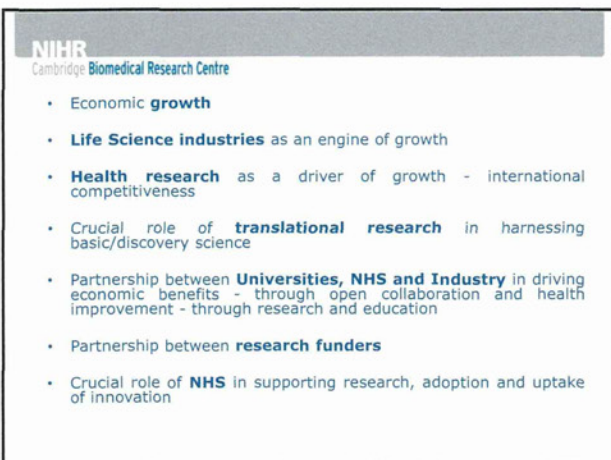 NIHR
Cambridge Biomedical Research Centre
• Economic growth
• Life Science industries as an engine of growth
• Health research as a driver of growth - international
competitiveness
• Crucial role of translational research in harnessing
basic/discovery science
• Partnership between Universities, NHS and Industry in driving
economic benefits - through open collaboration and health
improvement - through research and education
• Partnership between research funders
• Crucial role of NHS in supporting research, adoption and uptake
of innovation